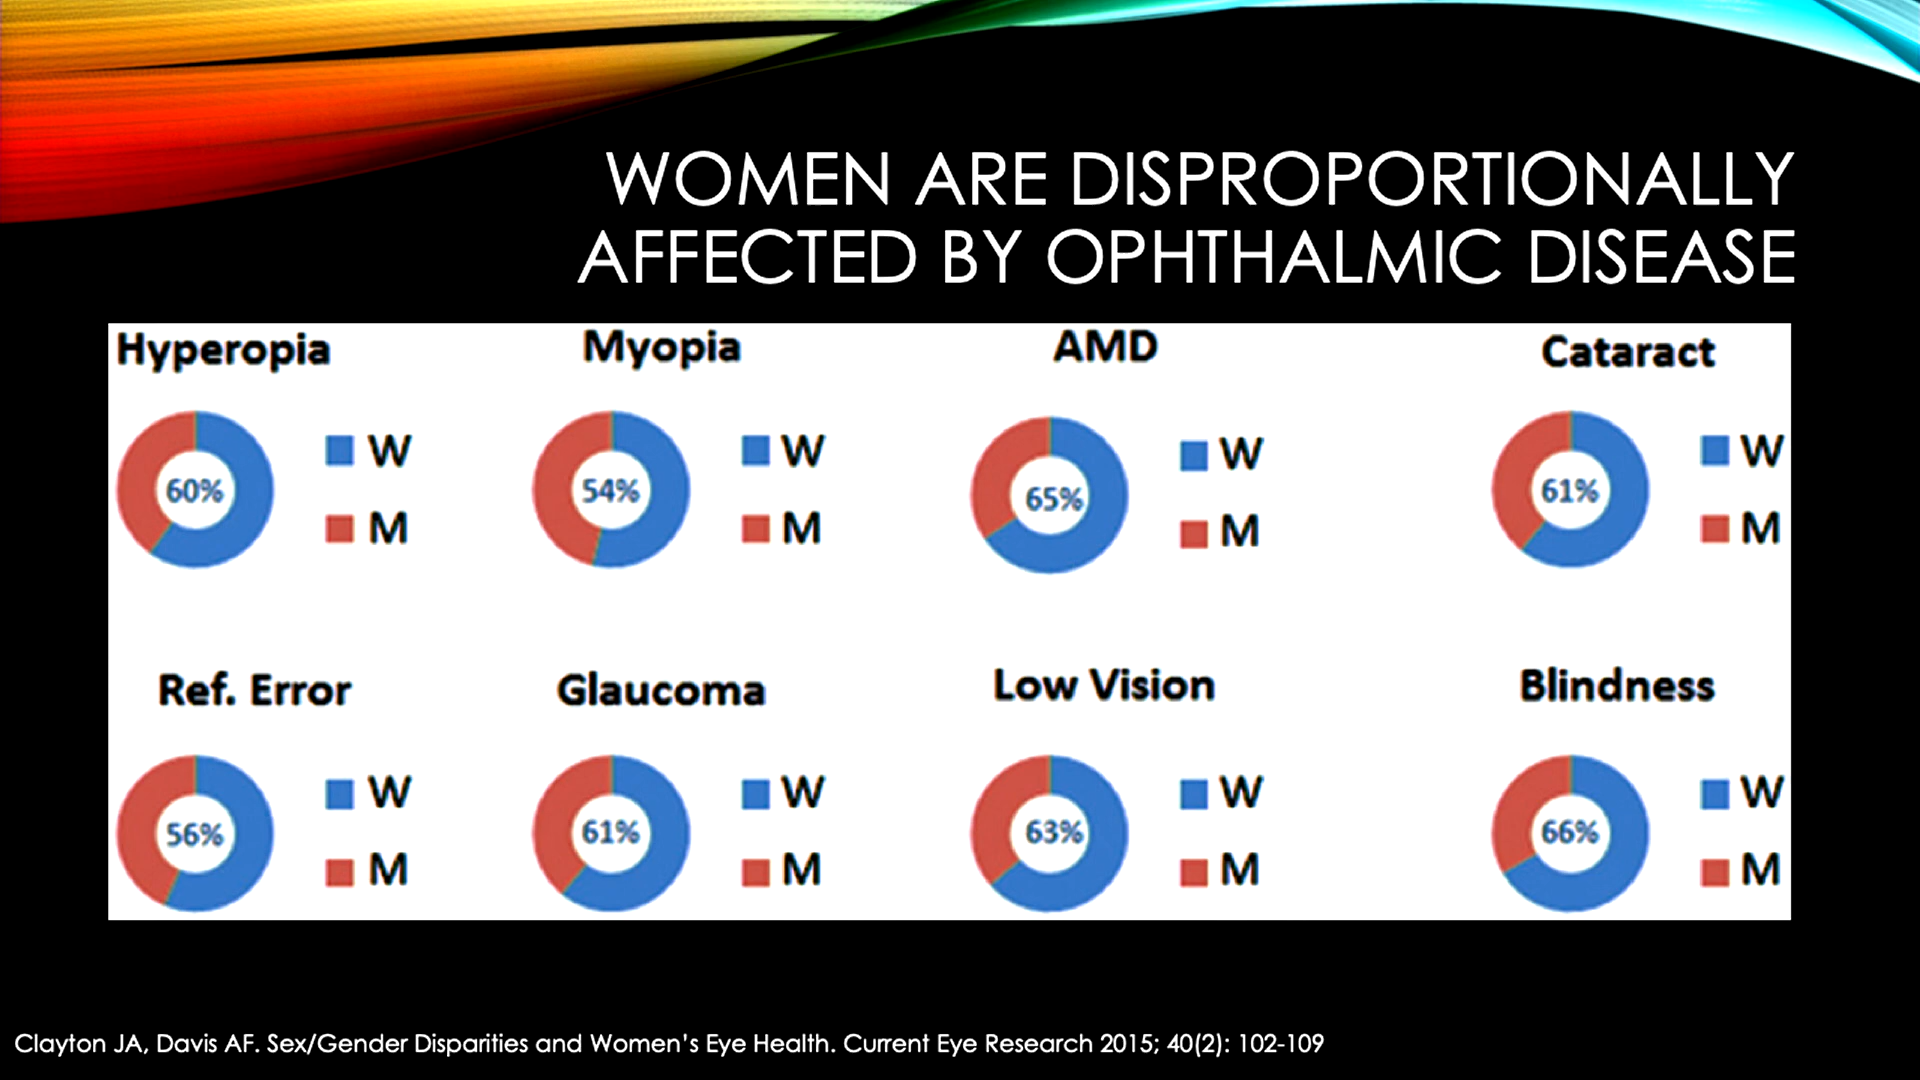 WOMEN ARE DISPROPORTIONALLY
AFFECTED BY OPHTHALMIC DISEASE
Hyperopia
60%
W
M
Myopia
54%
W
M
AMD
65%
W
M
Cataract
61%
W
M
Ref. Error
56%
W
M
Glaucoma
61%
W
M
Low Vision
63%
W
M
Blindness
66%
W
M
Clayton JA, Davis AF. Sex/Gender Disparities and Women’s Eye Health. Current Eye Research 2015; 40(2): 102-109